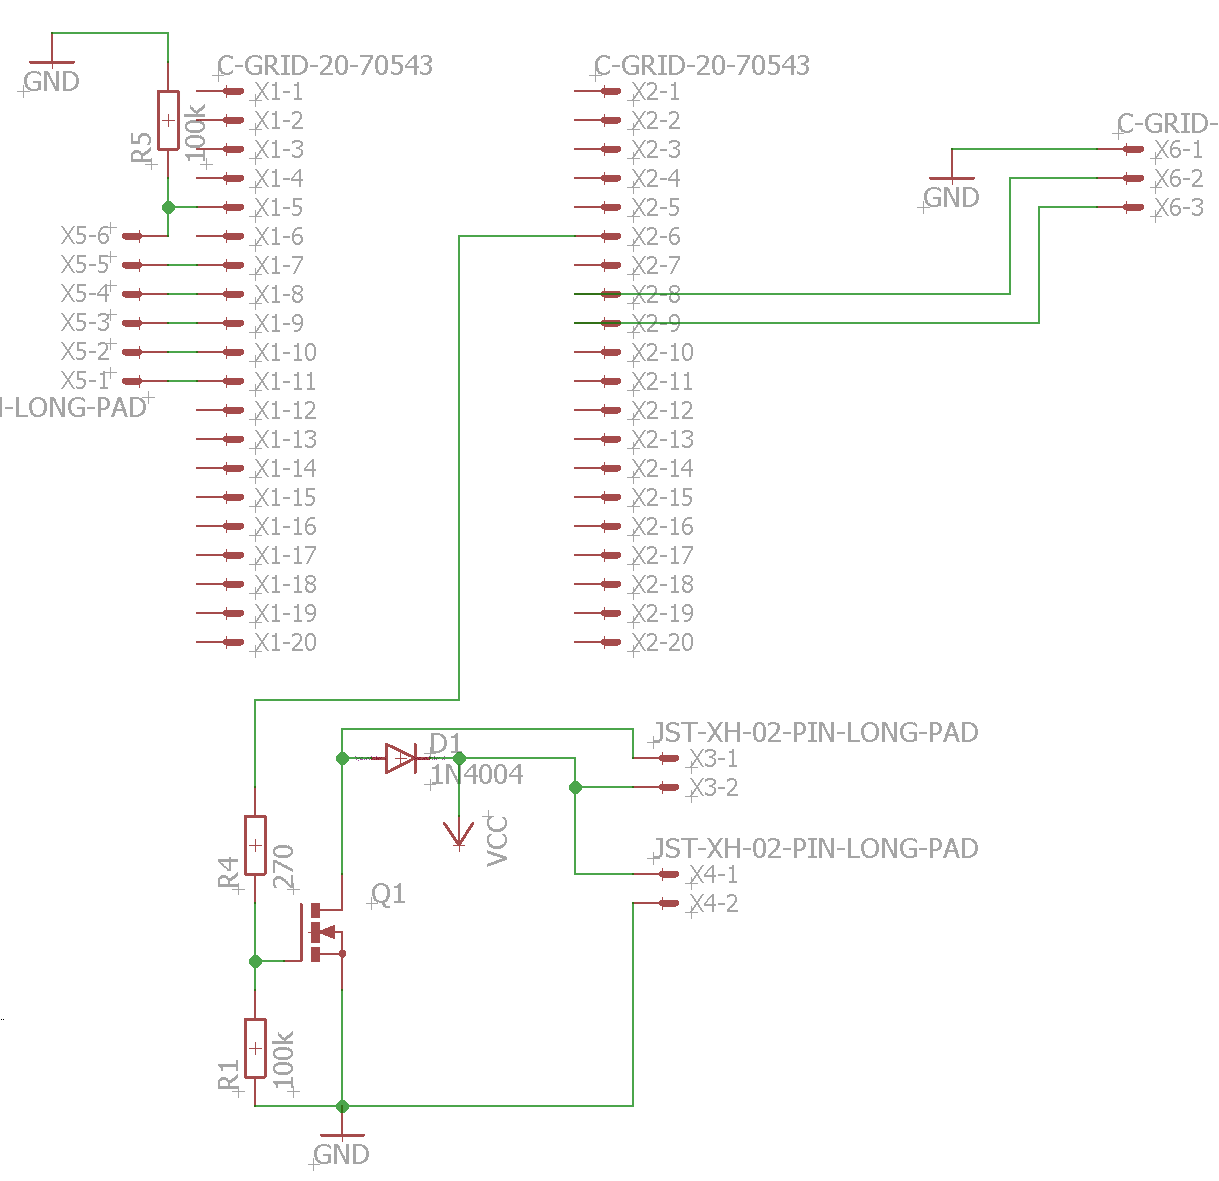 C-GRID-20-70543
C-GRID-20-70543
GND
R5
100k
X1-1
X1-2
X1-3
X1-4
X1-5
X1-6
X1-7
X1-8
X1-9
X1-10
X1-11
X1-12
X1-13
X1-14
X1-15
X1-16
X1-17
X1-18
X1-19
X1-20
X5-6
X5-5
X5-4
X5-3
X5-2
X5-1
-LONG-PAD
X2-1
X2-2
X2-3
X2-4
X2-5
X2-6
X2-7
X2-8
X2-9
X2-10
X2-11
X2-12
X2-13
X2-14
X2-15
X2-16
X2-17
X2-18
X2-19
X2-20
C-GRID-
X6-1
X6-2
X6-3
GND
D1
1N4004
VCC
JST-XH-02-PIN-LONG-PAD
X3-1
X3-2
JST-XH-02-PIN-LONG-PAD
X4-1
X4-2
R4
270
Q1
R1
100k
GND